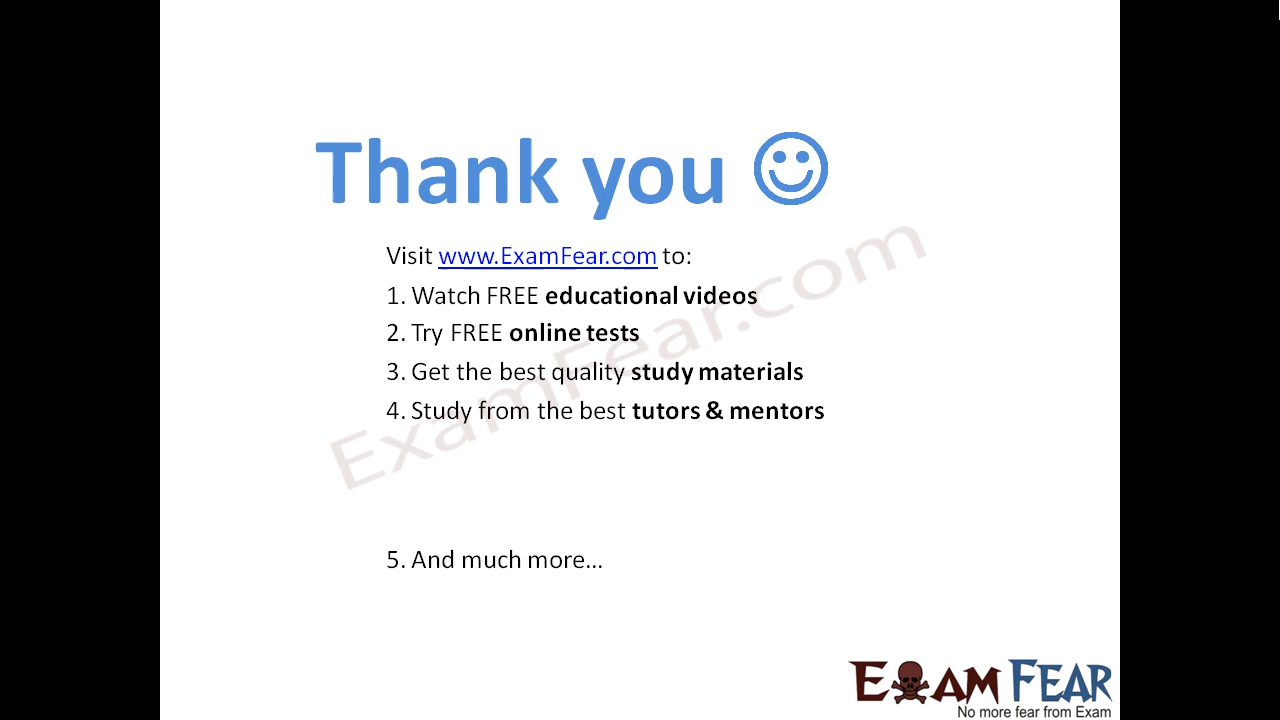 Thank you
Visit www.ExamFear.com to:
1. Watch FREE educational videos
2. Try FREE online tests
3. Get the best quality study materials
4. Study from the best tutors & mentors
5. And much more…
ExamFear.com
EXAM FEAR
No more fear from Exam